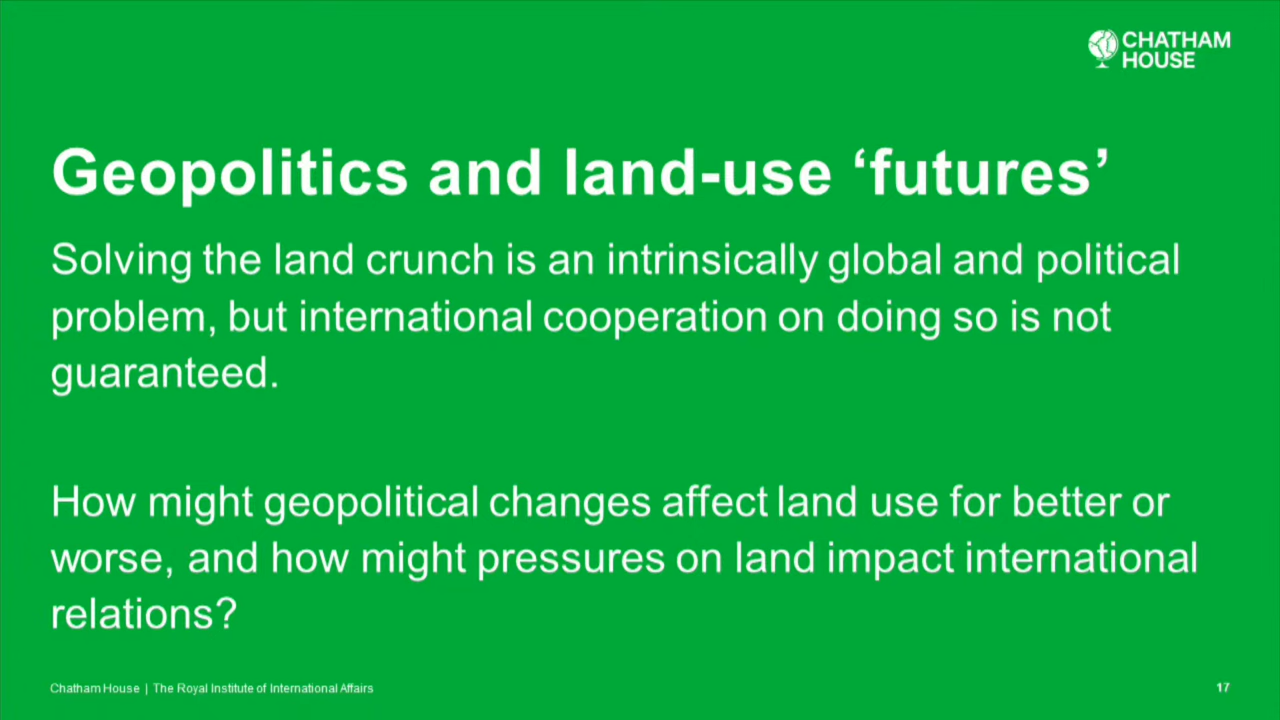 CHATHAM
HOUSE
Geopolitics and land-use ‘futures’
Solving the land crunch is an intrinsically global and political
problem, but international cooperation on doing so is not
guaranteed.
How might geopolitical changes affect land use for better or
worse, and how might pressures on land impact international
relations?
Chatham House | The Royal Institute of International Affairs
17